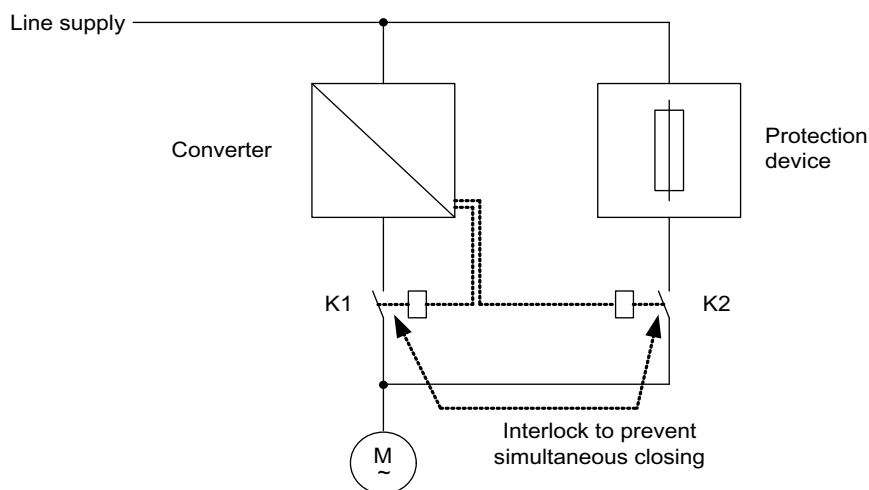 Line supply
Converter
Protection
device
K1
K2
Interlock to prevent
simultaneous closing
M
~